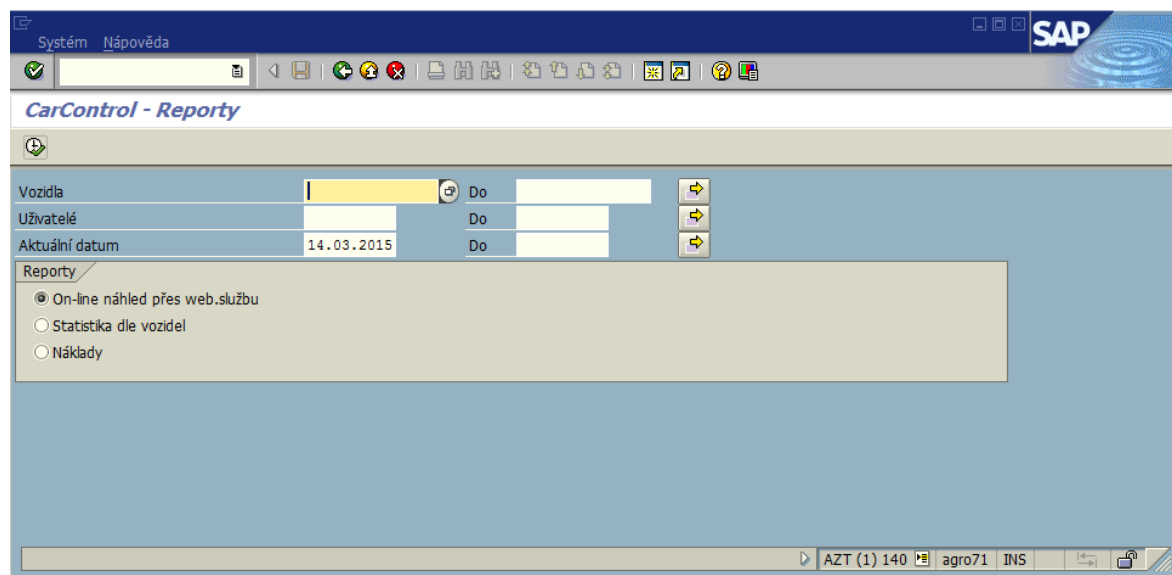 Systém Nápověda
SAP
CarControl - Reporty
Vozidla Do
Uživatelé Do
Aktuální datum 14.03.2015 Do
Reporty
On-line náhled přes web.službu
Statistika dle vozidel
Náklady
AZT (1) 140 agro71 INS